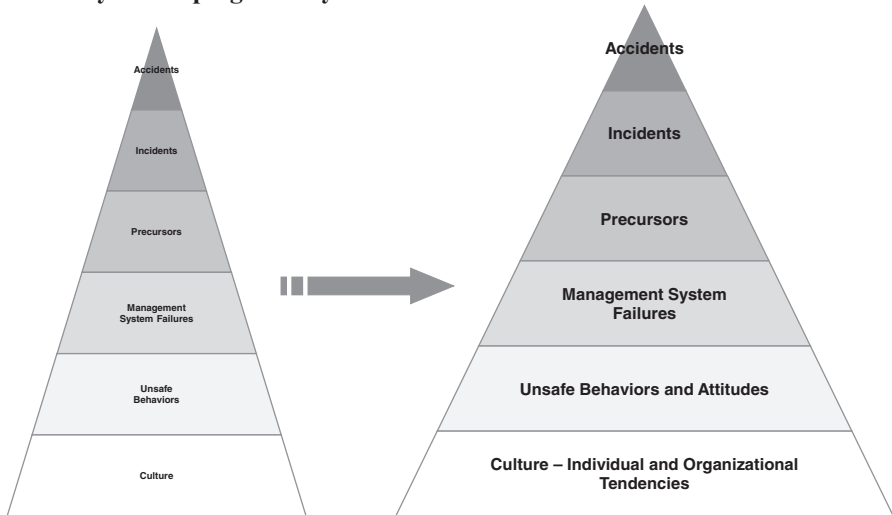 Accidents
Incidents
Precursors
Management
System Failures
Unsafe
Behaviors
Culture
Accidents
Incidents
Precursors
Management System
Failures
Unsafe Behaviors and Attitudes
Culture – Individual and Organizational
Tendencies